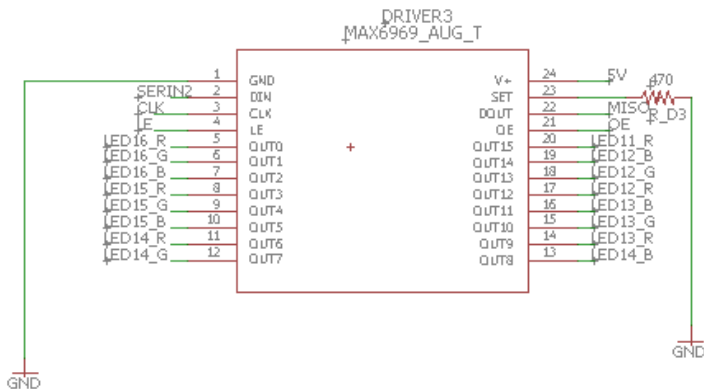 DRIVER3
MAX6969_AUG_T
1 GND V+ 24 5V 470
SERIN2 2 DIN SET 23
CLK 3 CLK DOUT 22 MISO R_D3
LE 4 LE OE 21 OE
LED16_R 5 OUT0 OUT15 20 LED11_R
LED16_G 6 OUT1 OUT14 19 LED12_B
LED16_B 7 OUT2 OUT13 18 LED12_G
LED15_R 8 OUT3 OUT12 17 LED12_R
LED15_G 9 OUT4 OUT11 16 LED13_B
LED15_B 10 OUT5 OUT10 15 LED13_G
LED14_R 11 OUT6 OUT9 14 LED13_R
LED14_G 12 OUT7 OUT8 13 LED14_B
GND
GND